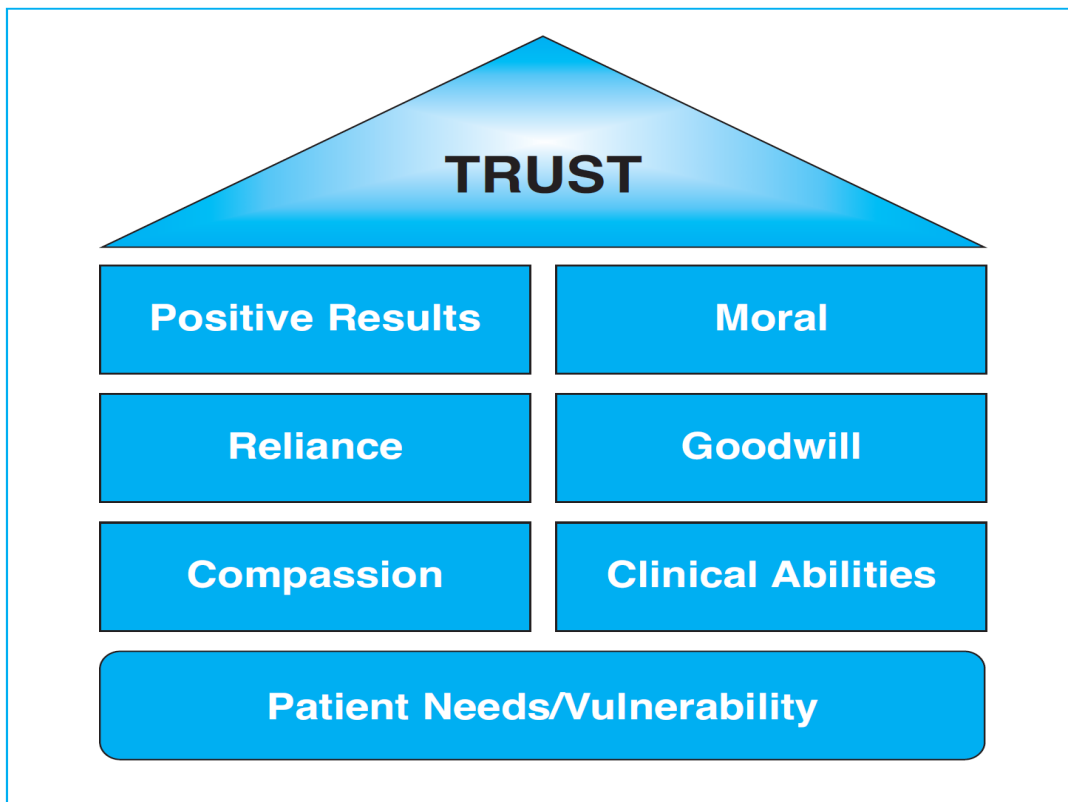 TRUST
Positive Results
Moral
Reliance
Goodwill
Compassion
Clinical Abilities
Patient Needs/Vulnerability